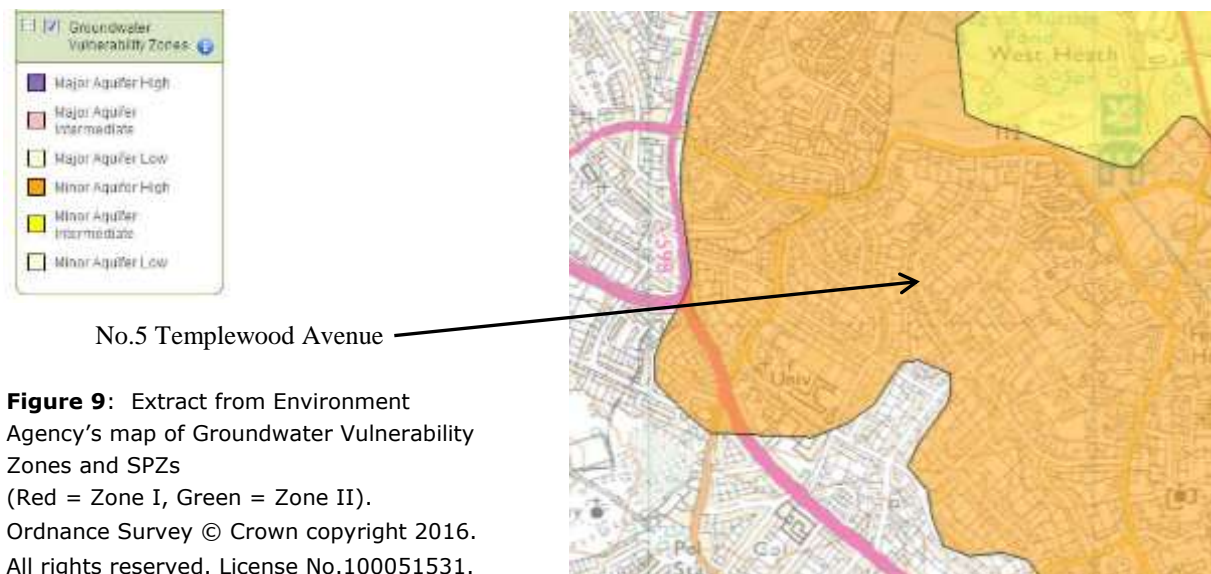 Groundwater
Vulnerability Zones
Major Aquifer High
Major Aquifer
Intermediate
Major Aquifer Low
Minor Aquifer High
Minor Aquifer
Intermediate
Minor Aquifer Low
No.5 Templewood Avenue
Figure 9: Extract from Environment
Agency's map of Groundwater Vulnerability
Zones and SPZs
(Red = Zone I, Green = Zone II).
Ordnance Survey © Crown copyright 2016.
All rights reserved. License No.100051531.
West Heath
A598
Univ
Pol
Col